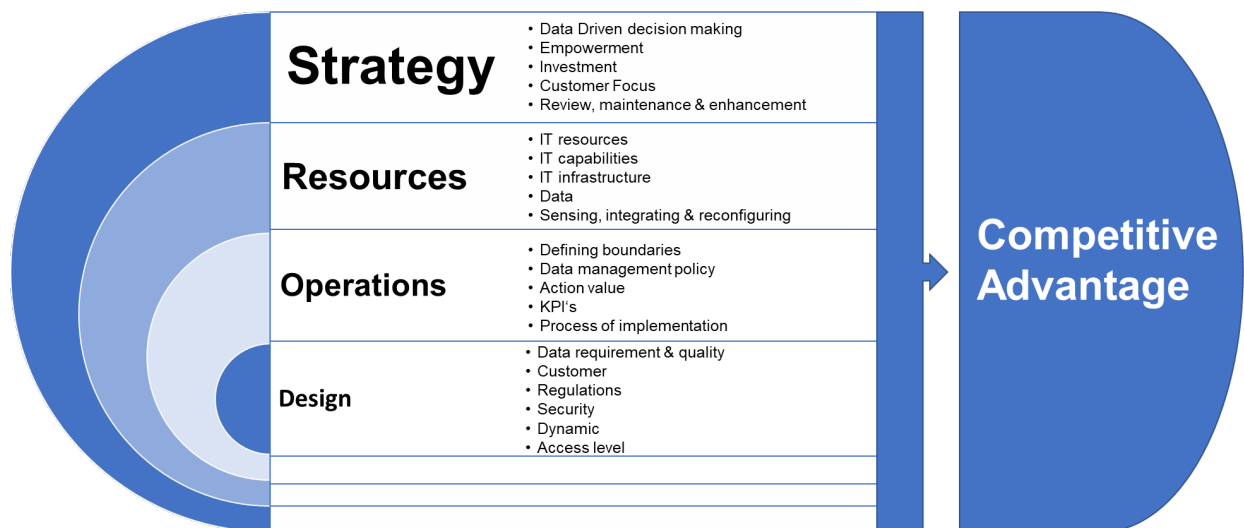 Strategy
• Data Driven decision making
• Empowerment
• Investment
• Customer Focus
• Review, maintenance & enhancement
Resources
• IT resources
• IT capabilities
• IT infrastructure
• Data
• Sensing, integrating & reconfiguring
Operations
• Defining boundaries
• Data management policy
• Action value
• KPI‘s
• Process of implementation
Design
• Data requirement & quality
• Customer
• Regulations
• Security
• Dynamic
• Access level
Competitive
Advantage